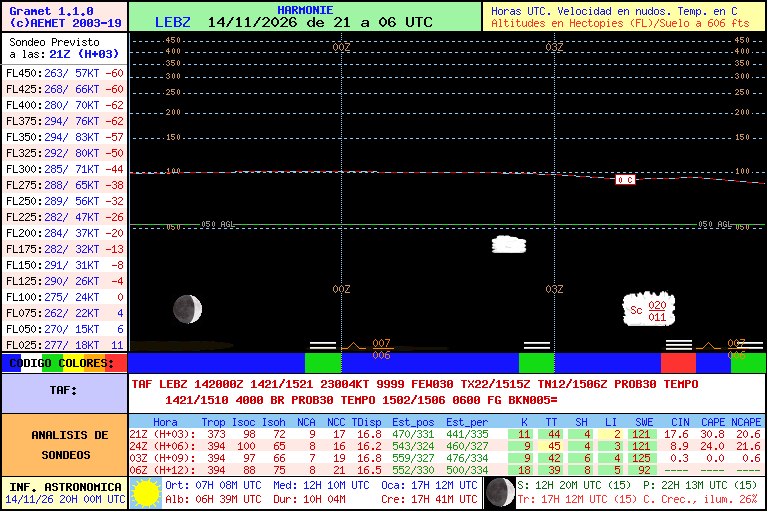 Gramet 1.1.0
(c)AEMET 2003-19
HARMONIE
LEBZ 14/11/2026 de 21 a 06 UTC
Horas UTC. Velocidad en nudos. Temp. en C
Altitudes en Hectopies (FL)/Suelo a 606 fts
Sondeo Previsto
a las: 21Z (H+03)
FL450: 263/ 57KT -60
FL425: 268/ 66KT -60
FL400: 280/ 70KT -62
FL375: 294/ 76KT -62
FL350: 294/ 83KT -57
FL325: 292/ 80KT -50
FL300: 285/ 71KT -44
FL275: 288/ 65KT -38
FL250: 289/ 56KT -32
FL225: 282/ 47KT -26
FL200: 284/ 37KT -20
FL175: 282/ 32KT -13
FL150: 291/ 31KT -8
FL125: 290/ 26KT -4
FL100: 275/ 24KT 0
FL075: 262/ 22KT 4
FL050: 270/ 15KT 6
FL025: 277/ 18KT 11
00Z 03Z
450 450
400 400
350 350
300 300
250 250
200 200
150 150
100 100
0 C
050 AGL 050 AGL
050 050
00Z 03Z
Sc 020
011
007 007
006 006
CODIGO COLORES:
TAF:
TAF LEBZ 142000Z 1421/1521 23004KT 9999 FEW030 TX22/1515Z TN12/1506Z PROB30 TEMPO
1421/1510 4000 BR PROB30 TEMPO 1502/1506 0600 FG BKN005=
ANALISIS DE
SONDEOS
Hora Trop Isoc Isoh NCA NCC TDisp Est_pos Est_per K TT SH LI SWE CIN CAPE NCAPE
21Z (H+03): 373 98 72 9 17 16.8 470/331 441/335 11 44 4 2 121 17.6 30.8 20.6
24Z (H+06): 394 100 65 8 16 16.2 543/324 460/327 9 45 4 2 121 8.9 24.0 21.6
03Z (H+09): 394 97 66 7 19 16.8 559/327 476/334 9 42 6 4 125 0.3 0.0 0.6
06Z (H+12): 394 88 75 8 21 16.5 552/330 500/334 18 39 8 5 92 ---- ---- ----
INF. ASTRONOMICA
14/11/26 20H 00M UTC
Ort: 07H 08M UTC Med: 12H 10M UTC Oca: 17H 12M UTC
Alb: 06H 39M UTC Dur: 10H 04M Cre: 17H 41M UTC
S: 12H 20M UTC (15) P: 22H 13M UTC (15)
Tr: 17H 12M UTC (15) C. Crec., ilum. 26%